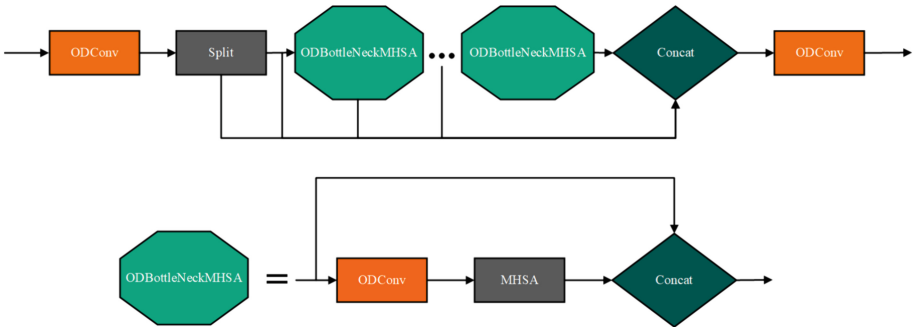 ODConv
Split
ODBottleNeckMHSA
ODBottleNeckMHSA
Concat
ODConv
ODBottleNeckMHSA
=
ODConv
MHSA
Concat